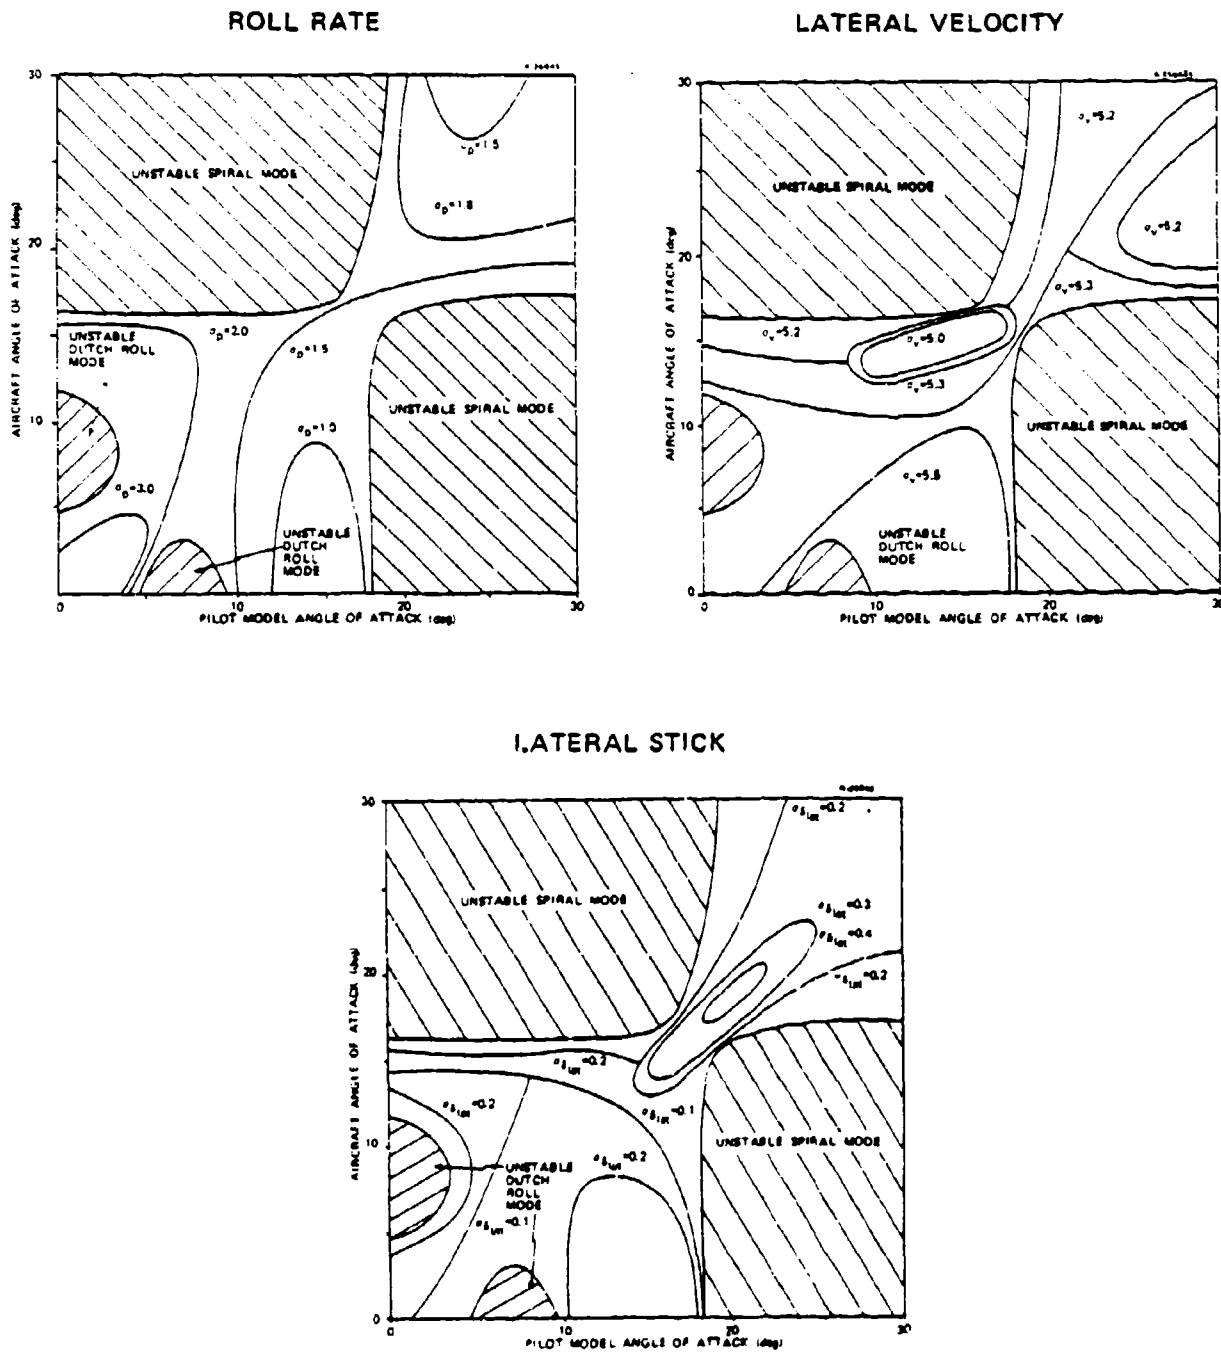 ROLL RATE
30
20
10
0
AIRCRAFT ANGLE OF ATTACK (deg)
UNSTABLE SPIRAL MODE
σp=1.5
σp=1.8
UNSTABLE
DUTCH ROLL
MODE
σp=2.0
σp=1.5
UNSTABLE SPIRAL MODE
σp=3.0
UNSTABLE
DUTCH
ROLL
MODE
0 10 20 30
PILOT MODEL ANGLE OF ATTACK (deg)
LATERAL VELOCITY
30
20
10
0
AIRCRAFT ANGLE OF ATTACK (deg)
σv=5.2
UNSTABLE SPIRAL MODE
σv=5.2
σv=5.3
σv=5.2
σv=5.0
σv=5.3
UNSTABLE SPIRAL MODE
UNSTABLE
DUTCH ROLL
MODE
0 10 20 30
PILOT MODEL ANGLE OF ATTACK (deg)
LATERAL STICK
30
20
10
0
AIRCRAFT ANGLE OF ATTACK (deg)
σδlat=0.2
UNSTABLE SPIRAL MODE
σδlat=0.3
σδlat=0.4
σδlat=0.2
σδlat=0.2
σδlat=0.2
σδlat=0.1
UNSTABLE SPIRAL MODE
σδlat=0.2
UNSTABLE
DUTCH
ROLL
MODE
σδlat=0.1
0 10 20 30
PILOT MODEL ANGLE OF ATTACK (deg)